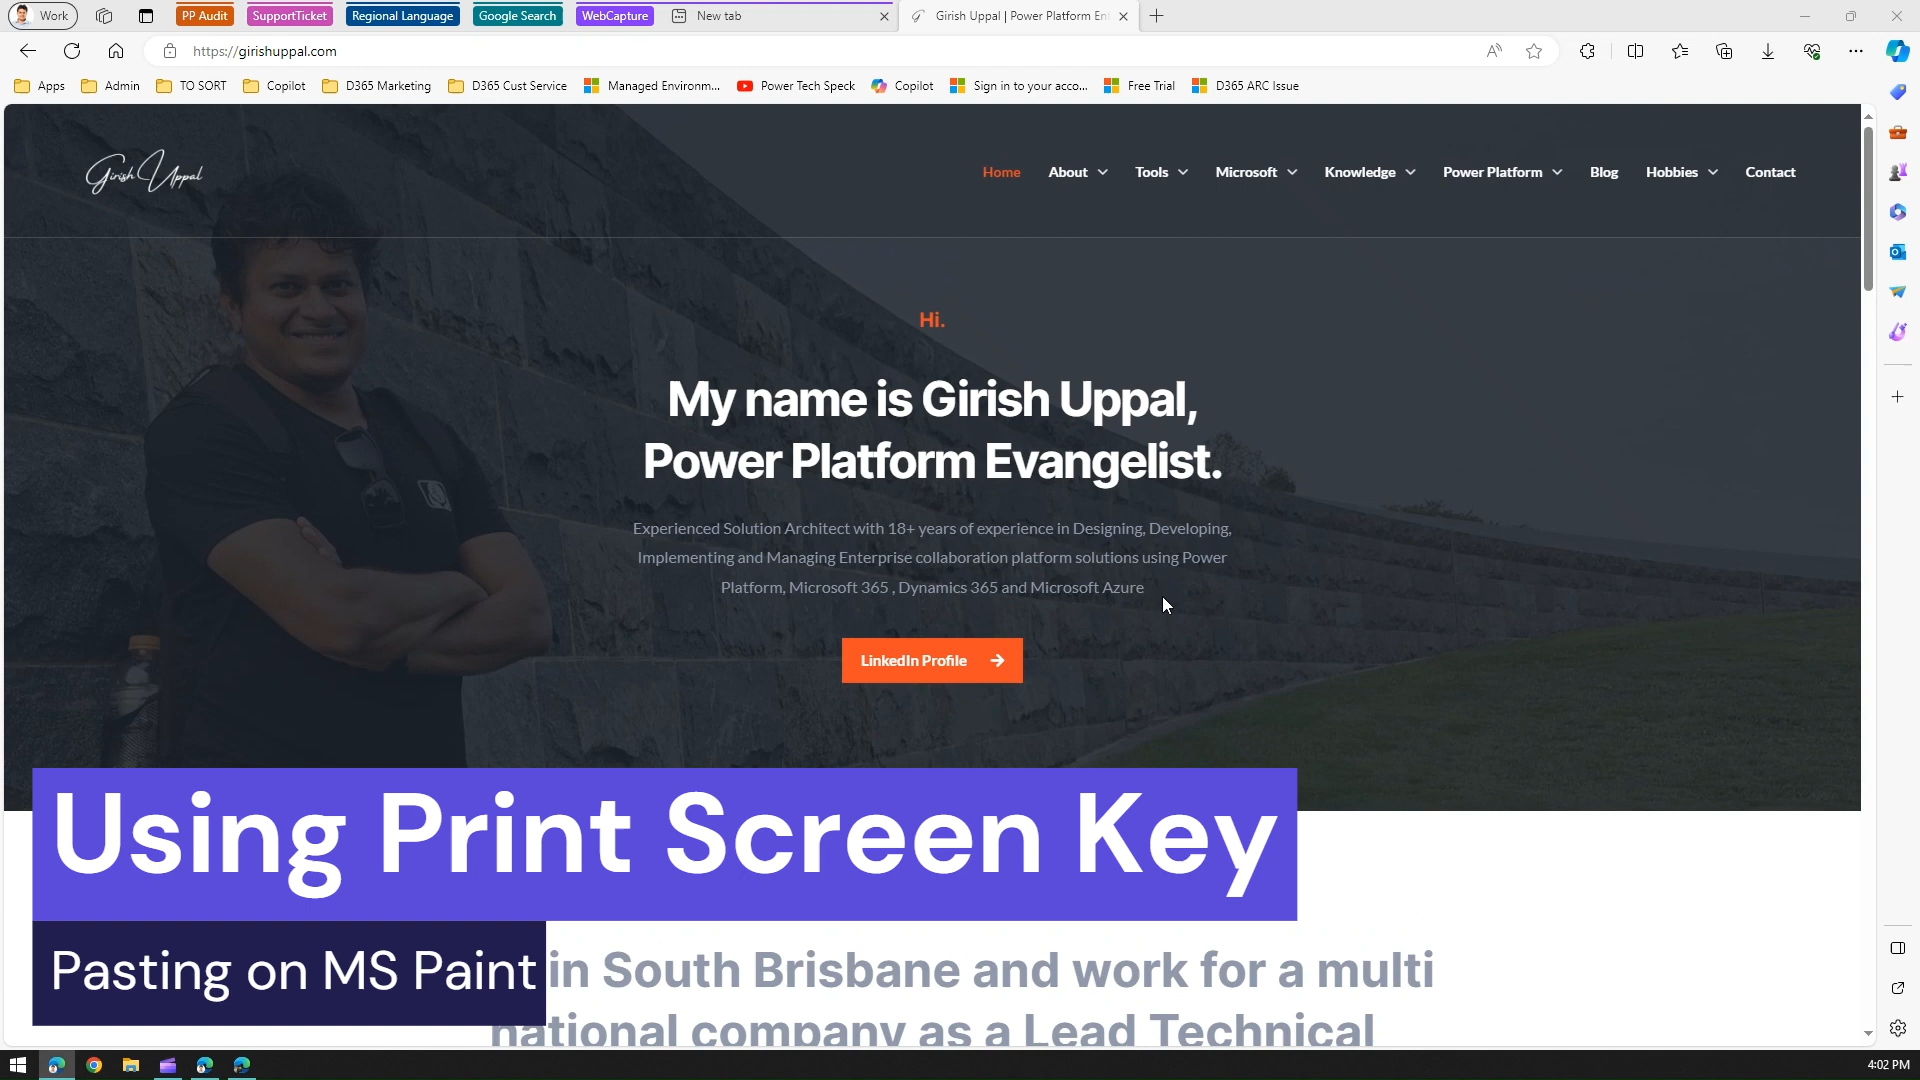 Work
PP Audit
SupportTicket
Regional Language
Google Search
WebCapture
New tab
Girish Uppal | Power Platform En
https://girishuppal.com
Apps
Admin
TO SORT
Copilot
D365 Marketing
D365 Cust Service
Managed Environm...
Power Tech Speck
Copilot
Sign in to your acco...
Free Trial
D365 ARC Issue
Girish Uppal
Home
About
Tools
Microsoft
Knowledge
Power Platform
Blog
Hobbies
Contact
Hi.
My name is Girish Uppal,
Power Platform Evangelist.
Experienced Solution Architect with 18+ years of experience in Designing, Developing,
Implementing and Managing Enterprise collaboration platform solutions using Power
Platform, Microsoft 365 , Dynamics 365 and Microsoft Azure
LinkedIn Profile
Using Print Screen Key
Pasting on MS Paint
in South Brisbane and work for a multi
national company as a Lead Technical
4:02 PM